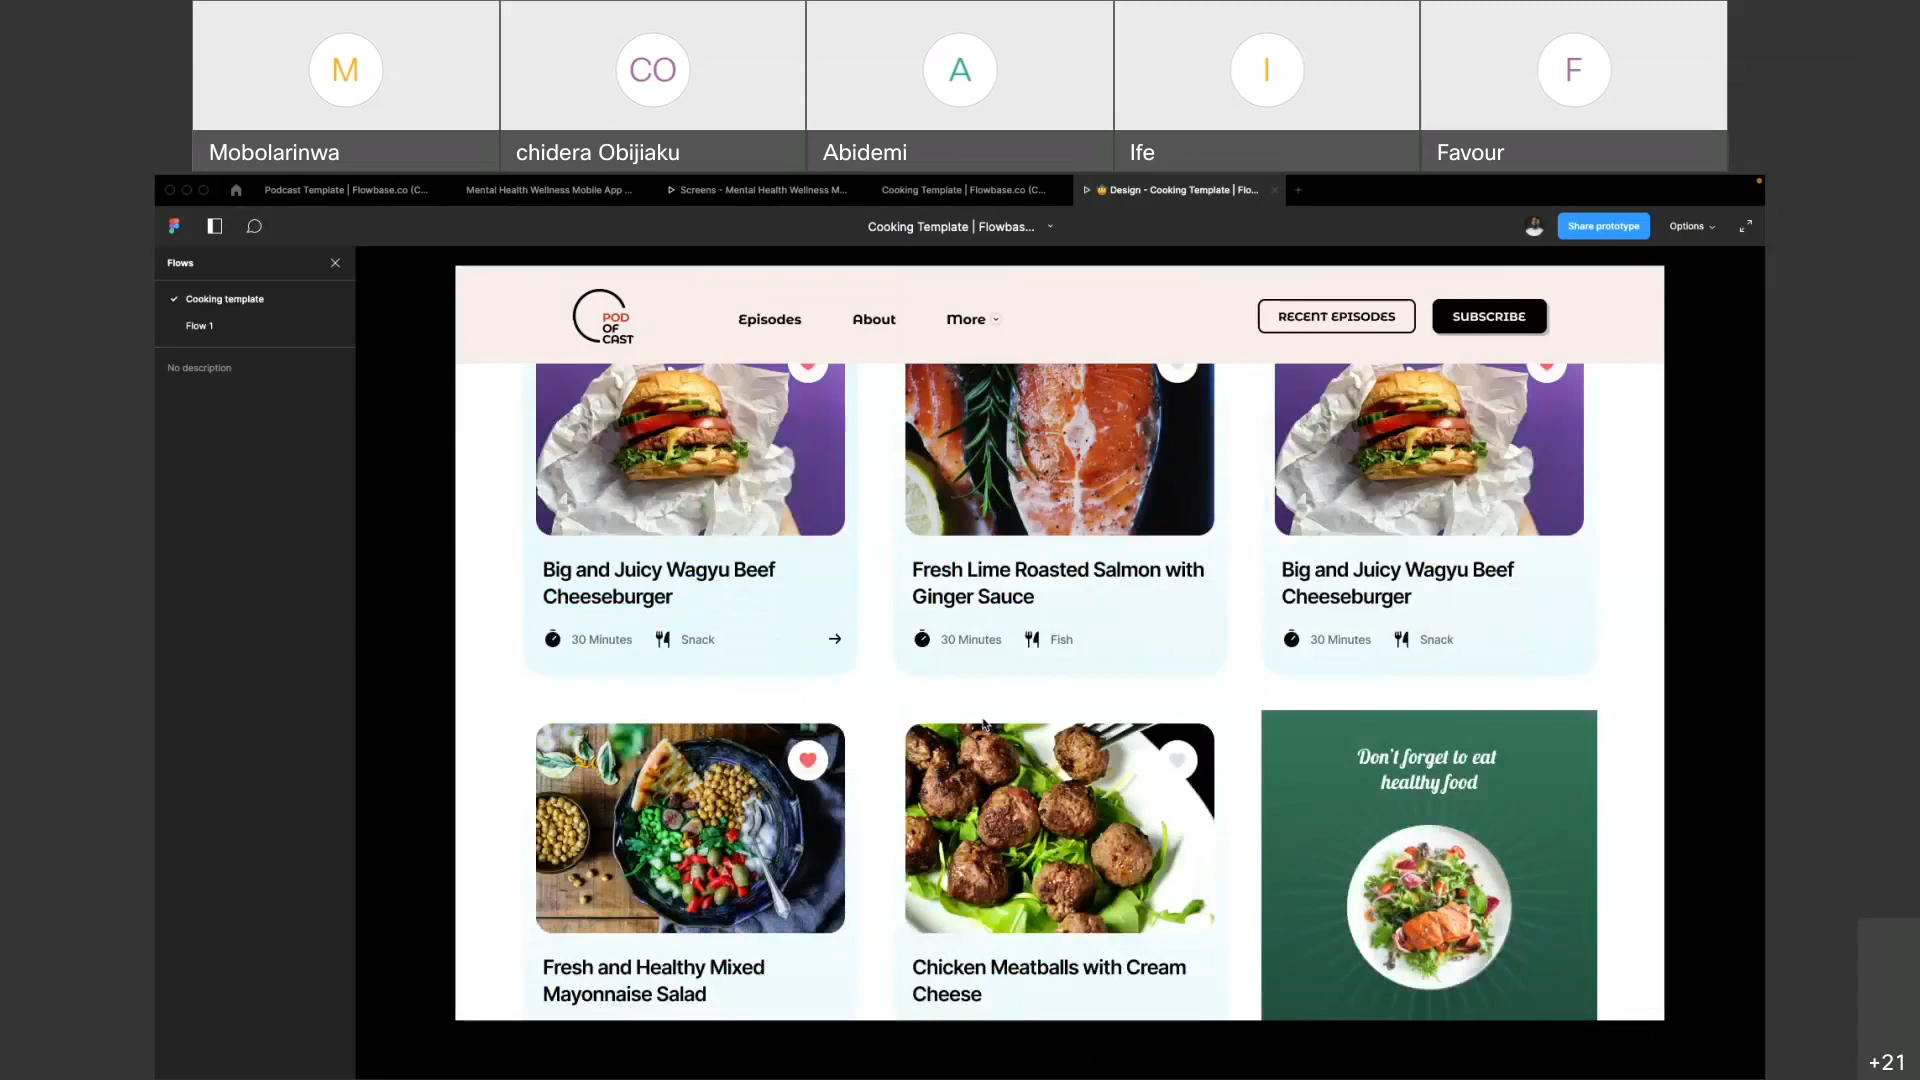 M
CO
A
I
F
Mobolarinwa
chidera Obijiaku
Abidemi
Ife
Favour
Podcast Template | Flowbase.co (C...
Mental Health Wellness Mobile App ...
Screens - Mental Health Wellness M...
Cooking Template | Flowbase.co (C...
Design - Cooking Template | Flo...
Cooking Template | Flowbas...
Share prototype
Options
Flows
Cooking template
Flow 1
No description
POD
OF
CAST
Episodes
About
More
RECENT EPISODES
SUBSCRIBE
Big and Juicy Wagyu Beef
Cheeseburger
30 Minutes
Snack
Fresh Lime Roasted Salmon with
Ginger Sauce
30 Minutes
Fish
Big and Juicy Wagyu Beef
Cheeseburger
30 Minutes
Snack
Fresh and Healthy Mixed
Mayonnaise Salad
Chicken Meatballs with Cream
Cheese
Don't forget to eat
healthy food
+21